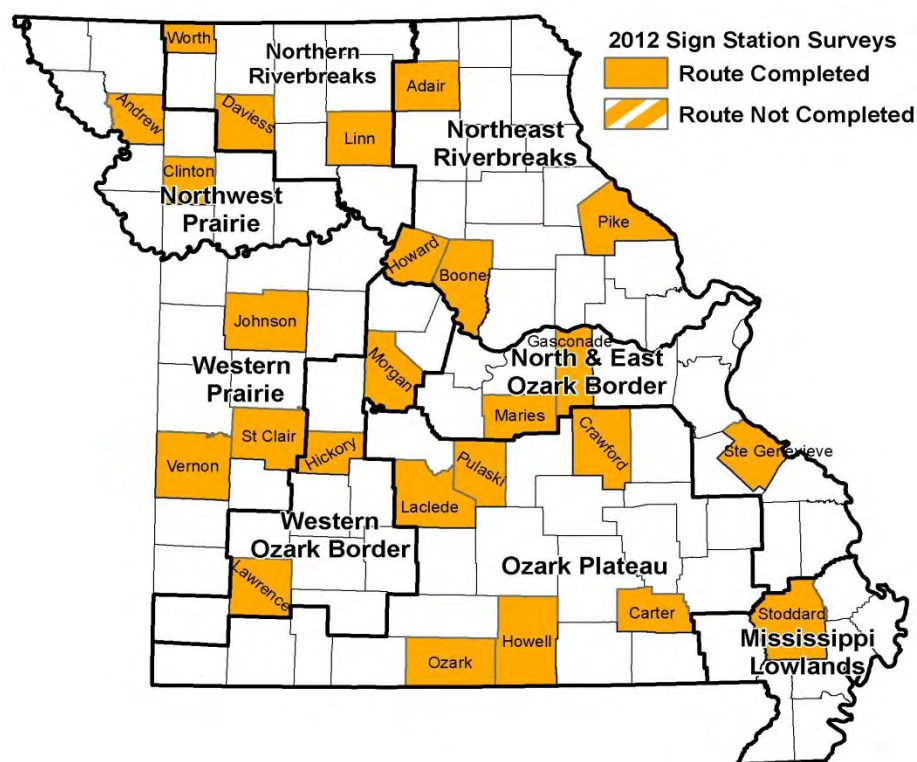 2012 Sign Station Surveys
Route Completed
Route Not Completed
Worth
Northern
Riverbreaks
Adair
Andrew
Daviess
Linn
Northeast
Riverbreaks
Clinton
Northwest
Prairie
Pike
Howard
Boone
Johnson
Gasconade
Western
Prairie
Morgan
North & East
Ozark Border
Maries
St Clair
Hickory
Vernon
Pulaski
Crawford
Ste Genevieve
Laclede
Western
Ozark Border
Ozark Plateau
Lawrence
Carter
Stoddard
Howell
Ozark
Mississippi
Lowlands